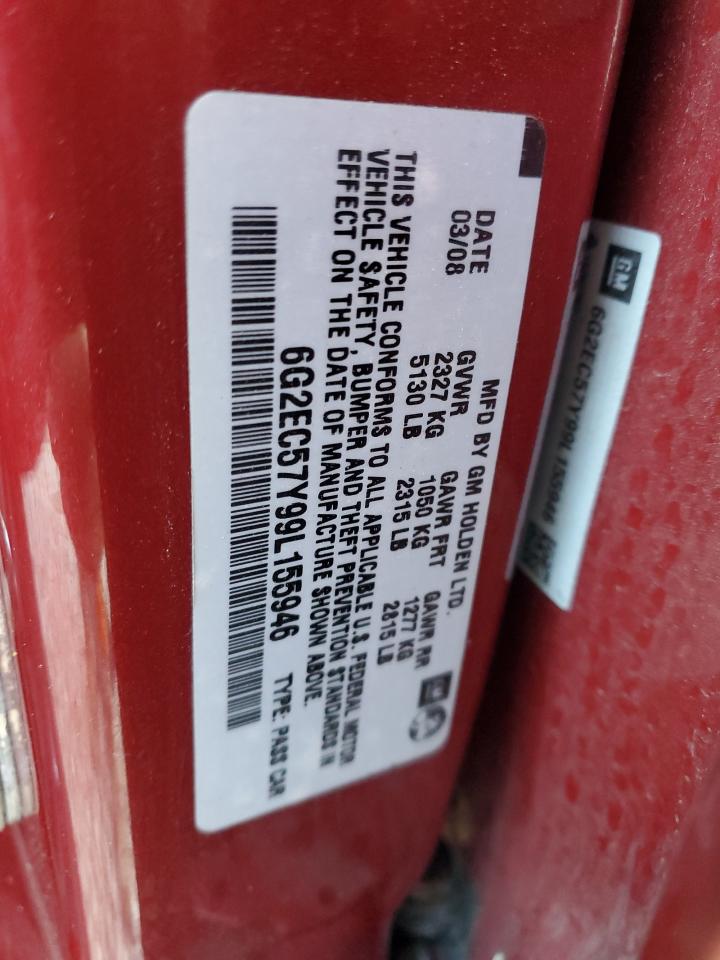 MFD BY GM HOLDEN LTD.
DATE GVWR GAWR FRT GAWR RR
03/08 2327 KG 1050 KG 1277 KG
5130 LB 2315 LB 2815 LB
THIS VEHICLE CONFORMS TO ALL APPLICABLE U.S. FEDERAL MOTOR
VEHICLE SAFETY, BUMPER AND THEFT PREVENTION STANDARDS IN
EFFECT ON THE DATE OF MANUFACTURE SHOWN ABOVE.
6G2EC57Y99L155946 TYPE: PASS CAR
GM
6G2EC57Y99L155946